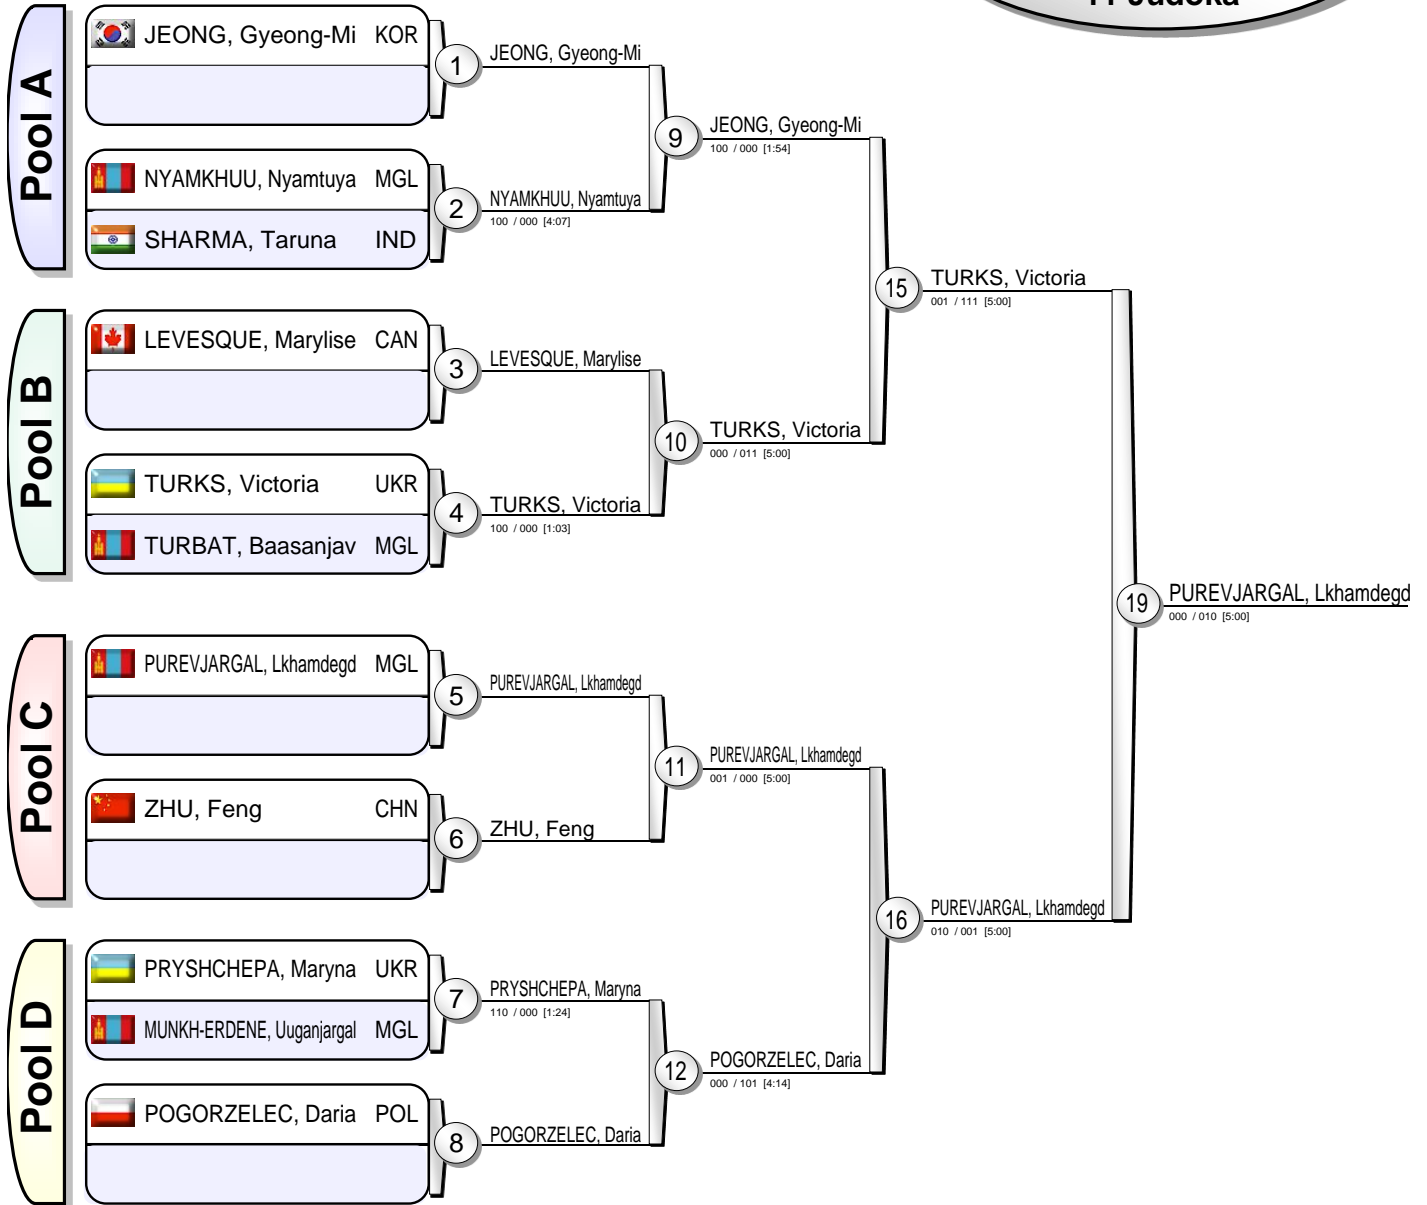 Pool A
JEONG, Gyeong-Mi KOR
1
JEONG, Gyeong-Mi
NYAMKHUU, Nyamtuya MGL
SHARMA, Taruna IND
2
NYAMKHUU, Nyamtuya
100 / 000 [4:07]
9
JEONG, Gyeong-Mi
100 / 000 [1:54]
Pool B
LEVESQUE, Marylise CAN
3
LEVESQUE, Marylise
TURKS, Victoria UKR
TURBAT, Baasanjav MGL
4
TURKS, Victoria
100 / 000 [1:03]
10
TURKS, Victoria
000 / 011 [5:00]
15
TURKS, Victoria
001 / 111 [5:00]
Pool C
PUREVJARGAL, Lkhamdegd MGL
5
PUREVJARGAL, Lkhamdegd
ZHU, Feng CHN
6
ZHU, Feng
11
PUREVJARGAL, Lkhamdegd
001 / 000 [5:00]
Pool D
PRYSHCHEPA, Maryna UKR
MUNKH-ERDENE, Uuganjargal MGL
7
PRYSHCHEPA, Maryna
110 / 000 [1:24]
POGORZELEC, Daria POL
8
POGORZELEC, Daria
12
POGORZELEC, Daria
000 / 101 [4:14]
16
PUREVJARGAL, Lkhamdegd
010 / 001 [5:00]
19
PUREVJARGAL, Lkhamdegd
000 / 010 [5:00]